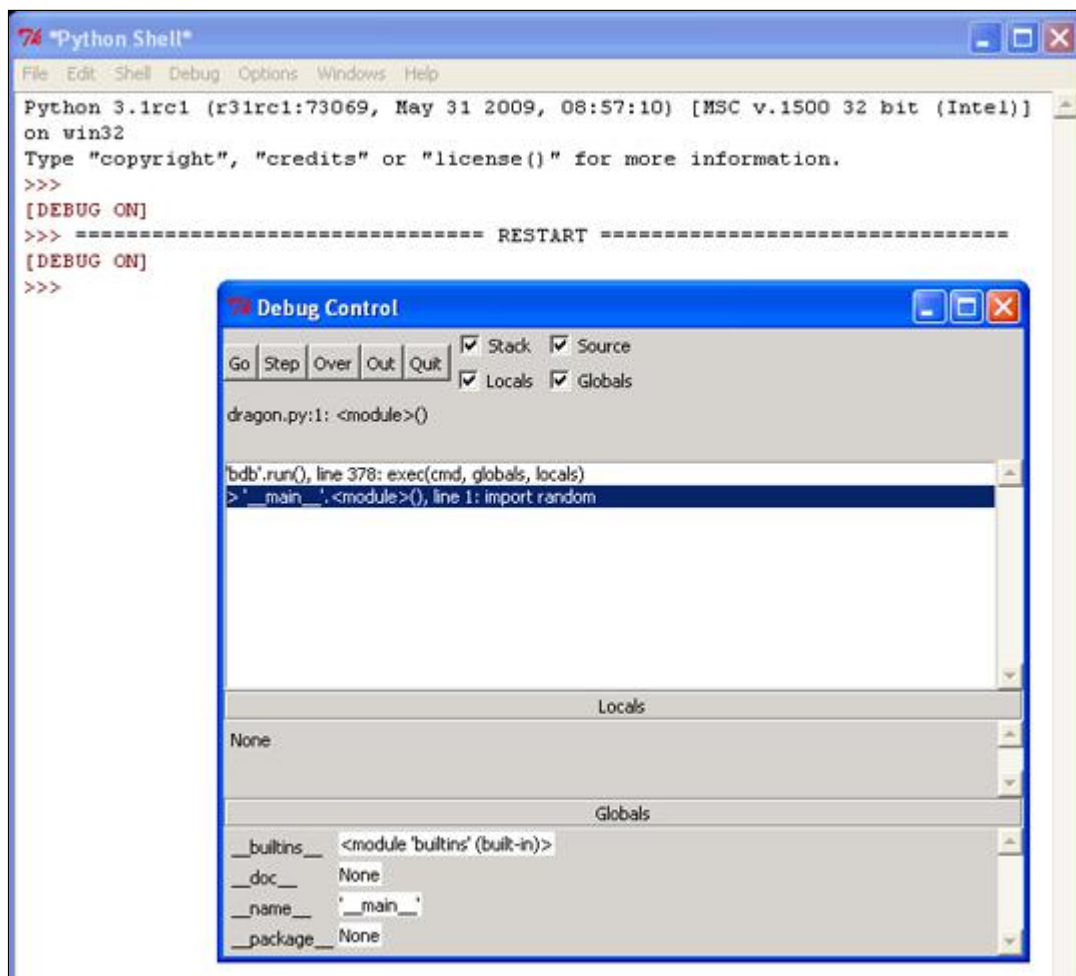 *Python Shell*
File Edit Shell Debug Options Windows Help
Python 3.1rc1 (r31rc1:73069, May 31 2009, 08:57:10) [MSC v.1500 32 bit (Intel)]
on win32
Type "copyright", "credits" or "license()" for more information.
>>>
[DEBUG ON]
>>> ================================ RESTART ================================
[DEBUG ON]
>>>
Debug Control
Go Step Over Out Quit
Stack Source
Locals Globals
dragon.py:1: <module>()
'bdb'.run(), line 378: exec(cmd, globals, locals)
> '__main__'.<module>(), line 1: import random
Locals
None
Globals
__builtins__ <module 'builtins' (built-in)>
__doc__ None
__name__ '__main__'
__package__ None